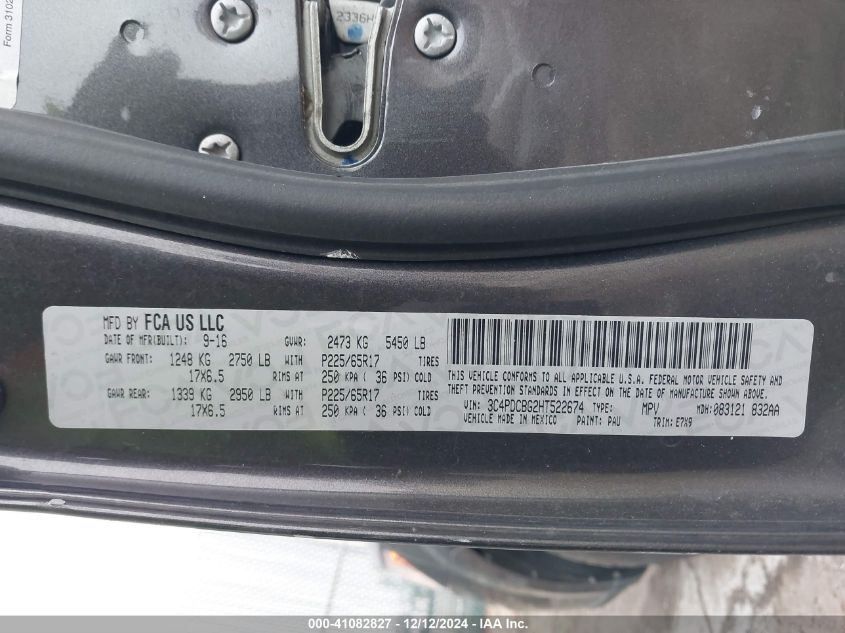 Form 3102
2336H
MFD BY FCA US LLC
DATE OF MFR(BUILT): 9-16 GVWR: 2473 KG 5450 LB
GAWR FRONT: 1248 KG 2750 LB WITH P225/65R17 TIRES
17X6.5 RIMS AT 250 KPA ( 36 PSI) COLD
GAWR REAR: 1339 KG 2950 LB WITH P225/65R17 TIRES
17X6.5 RIMS AT 250 KPA ( 36 PSI) COLD
THIS VEHICLE CONFORMS TO ALL APPLICABLE U.S.A. FEDERAL MOTOR VEHICLE SAFETY AND
THEFT PREVENTION STANDARDS IN EFFECT ON THE DATE OF MANUFACTURE SHOWN ABOVE.
VIN: 3C4PDCBG2HT522674 TYPE: MPV MDH: 083121 832AA
VEHICLE MADE IN MEXICO PAINT: PAU TRIM: E7X9
000-41082827 - 12/12/2024 - IAA Inc.